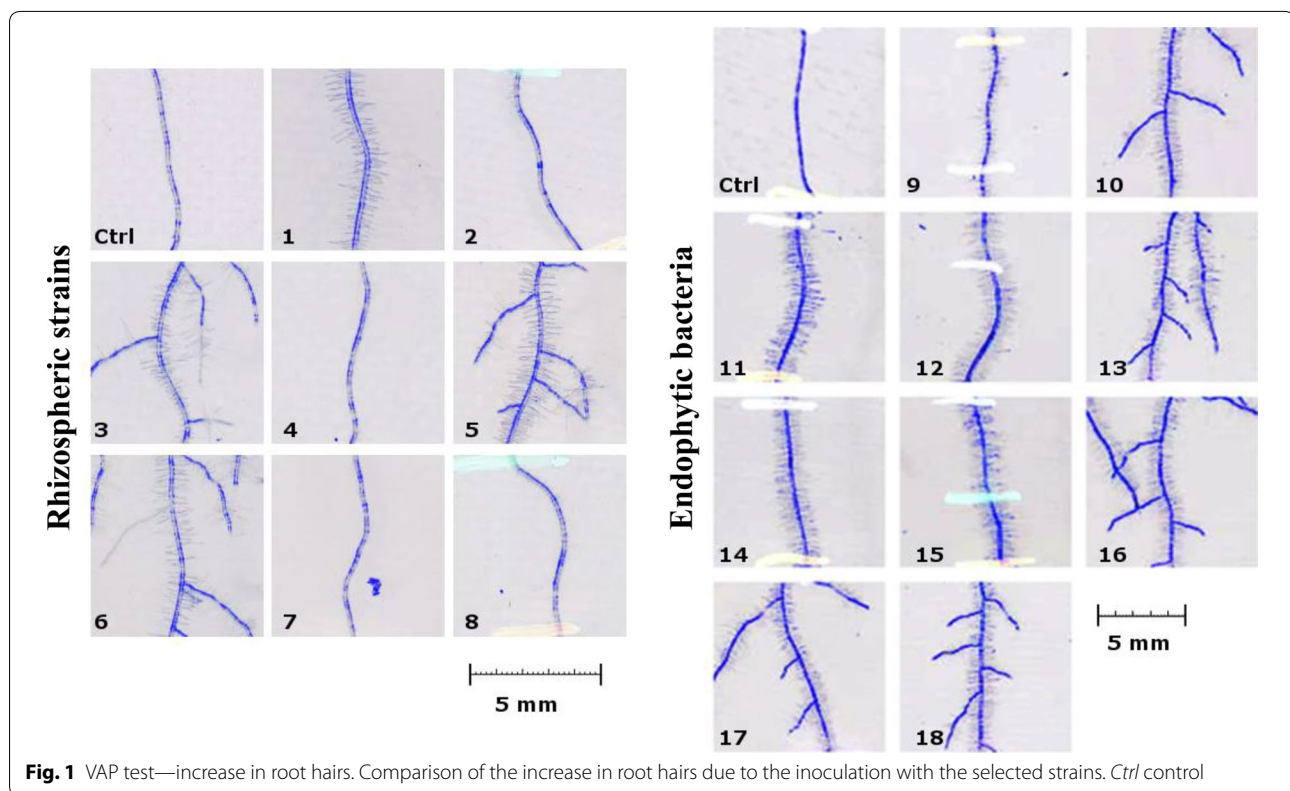 Rhizospheric strains
Ctrl
1
2
3
4
5
6
7
8
5 mm
Endophytic bacteria
Ctrl
9
10
11
12
13
14
15
16
17
18
5 mm
Fig. 1 VAP test—increase in root hairs. Comparison of the increase in root hairs due to the inoculation with the selected strains. Ctrl control